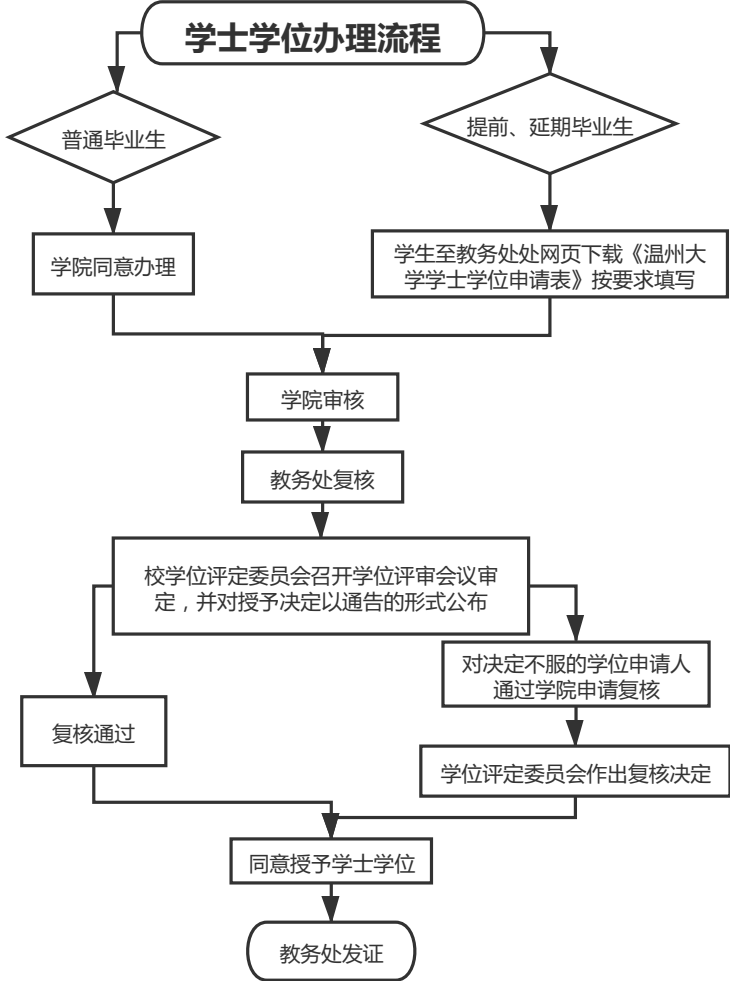 学士学位办理流程
普通毕业生
提前、延期毕业生
学院同意办理
学生至教务处处网页下载《温州大
学学士学位申请表》按要求填写
学院审核
教务处复核
校学位评定委员会召开学位评审会议审
定，并对授予决定以通告的形式公布
对决定不服的学位申请人
通过学院申请复核
复核通过
学位评定委员会作出复核决定
同意授予学士学位
教务处发证